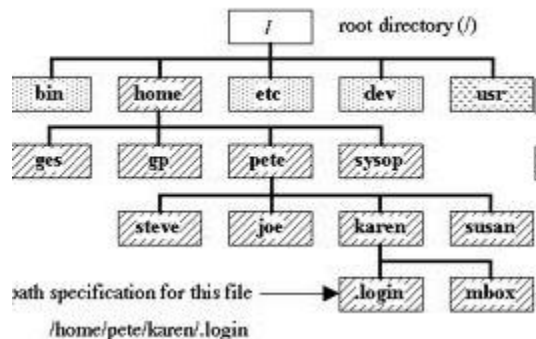 / root directory (/)
bin home etc dev usr
ges gp pete sysop
steve joe karen susan
path specification for this file .login mbox
/home/pete/karen/.login